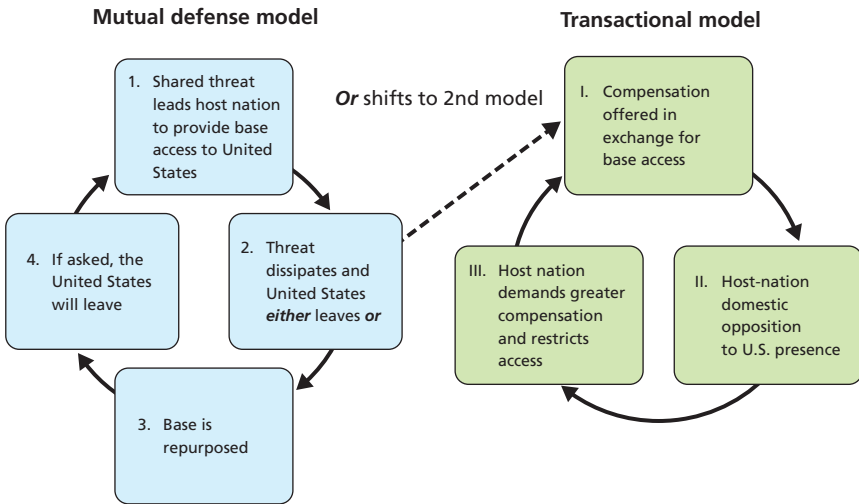 Mutual defense model
1. Shared threat
leads host nation
to provide base
access to United
States
2. Threat
dissipates and
United States
either leaves or
3. Base is
repurposed
4. If asked, the
United States
will leave
Or shifts to 2nd model
Transactional model
I. Compensation
offered in
exchange for
base access
II. Host-nation
domestic
opposition
to U.S. presence
III. Host nation
demands greater
compensation
and restricts
access